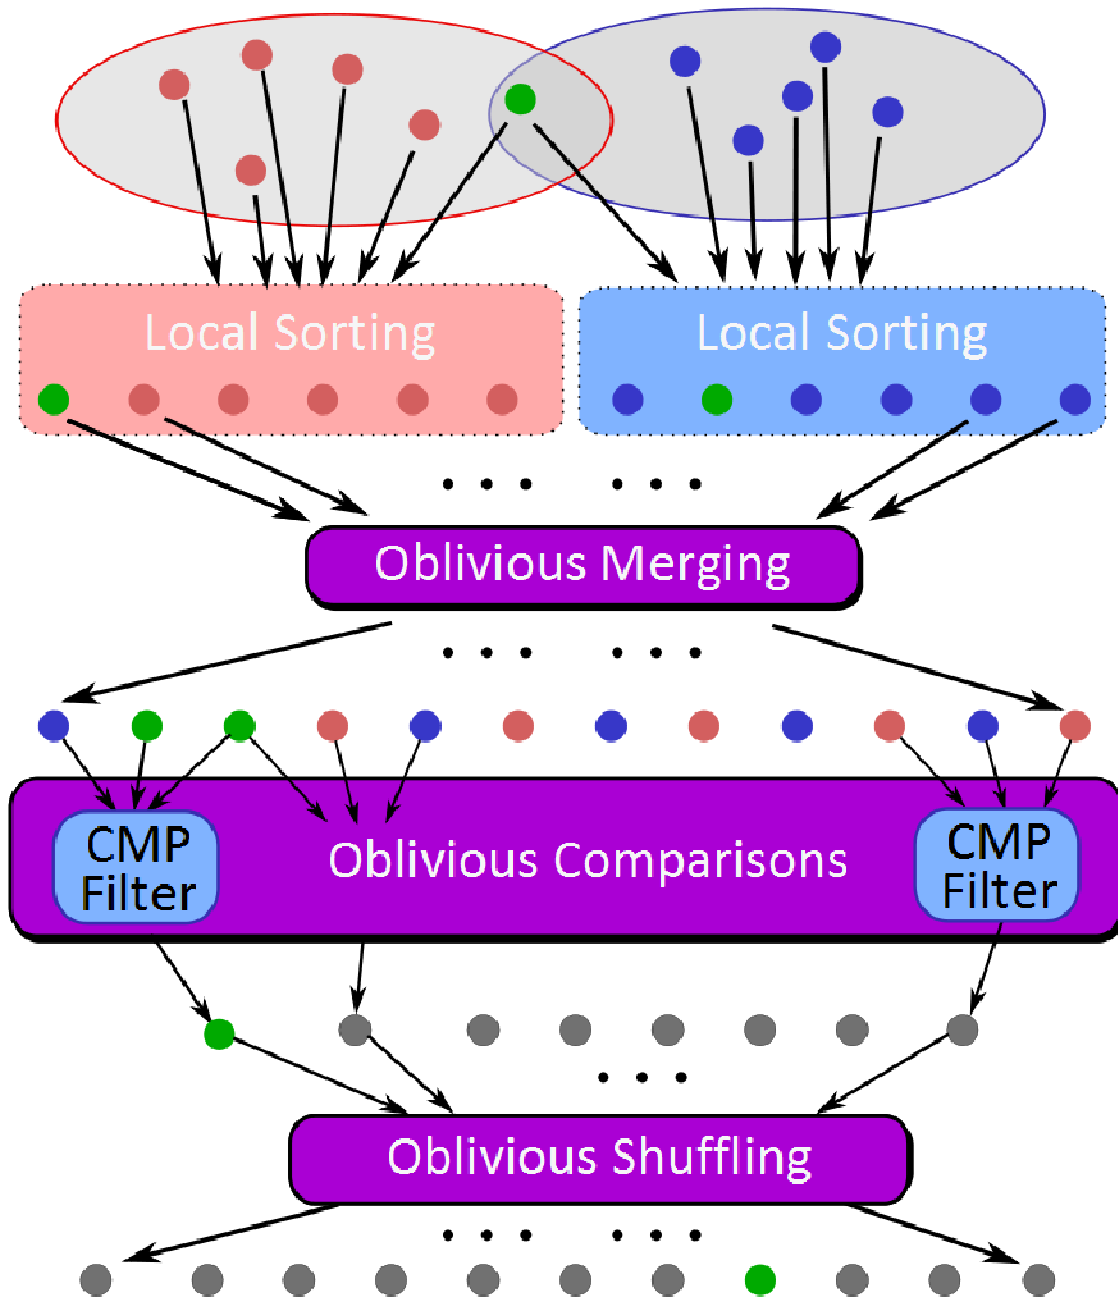 Local Sorting
Local Sorting
Oblivious Merging
CMP
Filter
Oblivious Comparisons
CMP
Filter
Oblivious Shuffling